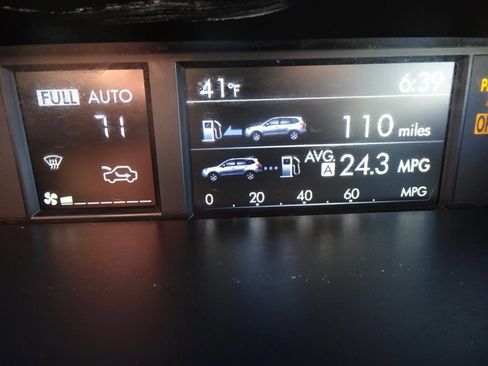 FULL AUTO
71
41°F 6:39
110 miles
AVG.
A 24.3 MPG
0 20 40 60 MPG